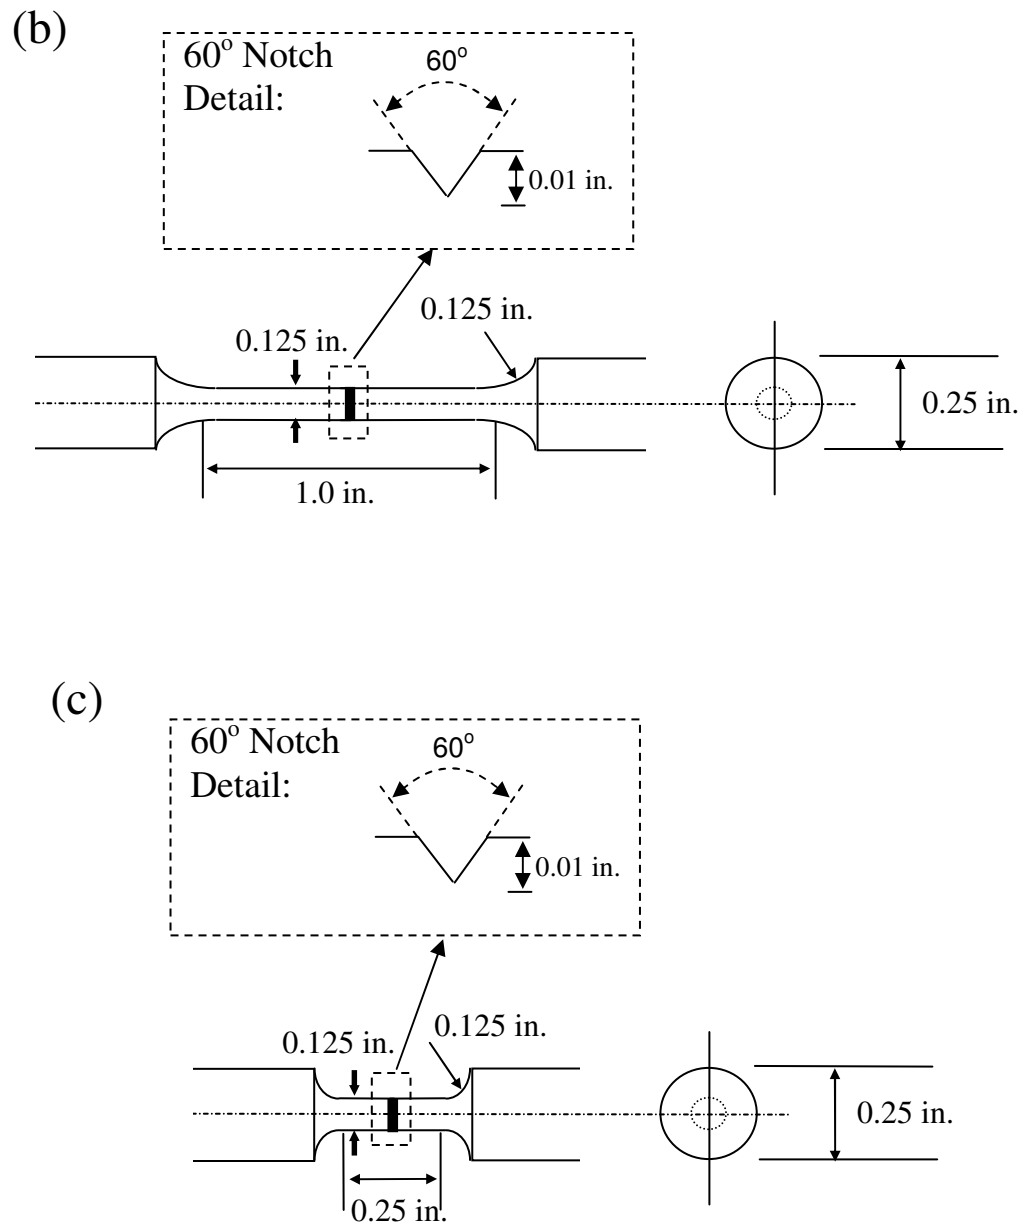 (b)
60° Notch
Detail:
60°
0.01 in.
0.125 in.
0.125 in.
0.25 in.
1.0 in.
(c)
60° Notch
Detail:
60°
0.01 in.
0.125 in.
0.125 in.
0.25 in.
0.25 in.